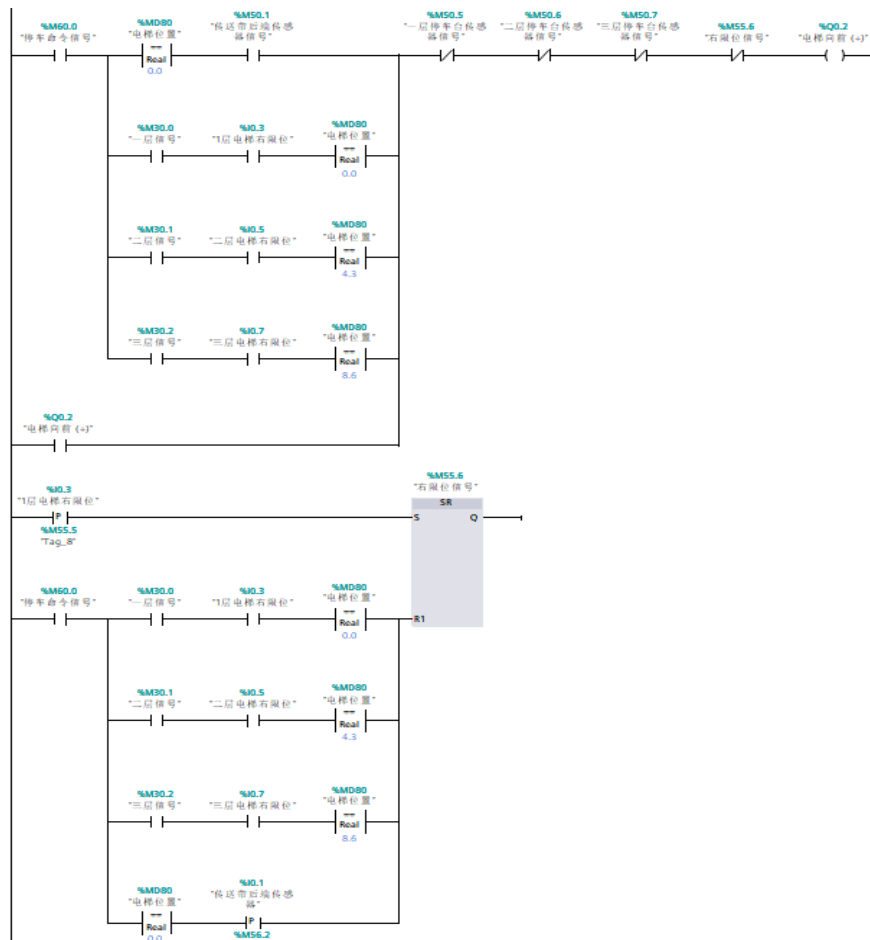 %M60.0
"停车命令信号"
%MD80
"电梯位置"
==
Real
0.0
%M50.1
"传送带后端传感
器信号"
%M50.5
"一层停车台传感
器信号"
%M50.6
"二层停车台传感
器信号"
%M50.7
"三层停车台传感
器信号"
%M55.6
"右限位信号"
%Q0.2
"电梯向前 (+)"
%M30.0
"一层信号"
%I0.3
"1层电梯右限位"
%MD80
"电梯位置"
==
Real
0.0
%M30.1
"二层信号"
%I0.5
"二层电梯右限位"
%MD80
"电梯位置"
==
Real
4.3
%M30.2
"三层信号"
%I0.7
"三层电梯右限位"
%MD80
"电梯位置"
==
Real
8.6
%Q0.2
"电梯向前 (+)"
%I0.3
"1层电梯右限位"
P
%M55.5
"Tag_8"
%M55.6
"右限位信号"
SR
S Q
R1
%M60.0
"停车命令信号"
%M30.0
"一层信号"
%I0.3
"1层电梯右限位"
%MD80
"电梯位置"
==
Real
0.0
%M30.1
"二层信号"
%I0.5
"二层电梯右限位"
%MD80
"电梯位置"
==
Real
4.3
%M30.2
"三层信号"
%I0.7
"三层电梯右限位"
%MD80
"电梯位置"
==
Real
8.6
%MD80
"电梯位置"
==
Real
0.0
%I0.1
"传送带后端传感
器"
P
%M56.2